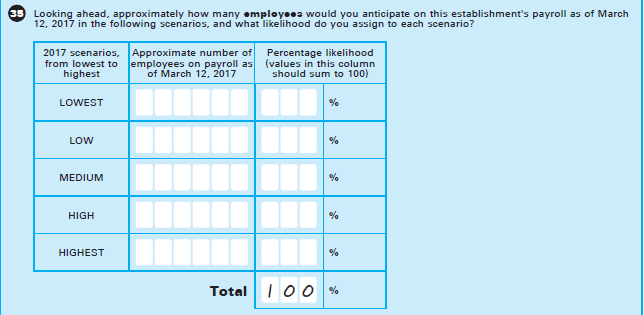 35 Looking ahead, approximately how many employees would you anticipate on this establishment's payroll as of March
12, 2017 in the following scenarios, and what likelihood do you assign to each scenario?
2017 scenarios, from lowest to highest
Approximate number of employees on payroll as of March 12, 2017
Percentage likelihood (values in this column should sum to 100)
LOWEST %
LOW %
MEDIUM %
HIGH %
HIGHEST %
Total 100 %